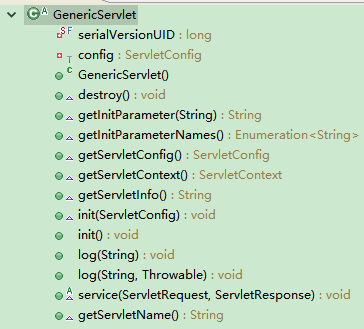 GenericServlet
serialVersionUID : long
config : ServletConfig
GenericServlet()
destroy() : void
getInitParameter(String) : String
getInitParameterNames() : Enumeration<String>
getServletConfig() : ServletConfig
getServletContext() : ServletContext
getServletInfo() : String
init(ServletConfig) : void
init() : void
log(String) : void
log(String, Throwable) : void
service(ServletRequest, ServletResponse) : void
getServletName() : String